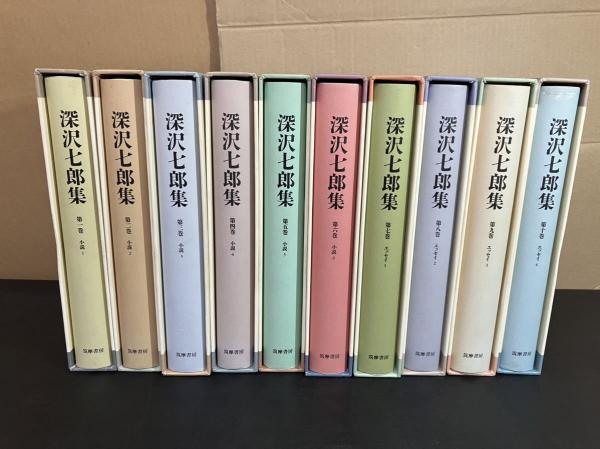 深沢七郎集
第一巻 小説 1
筑摩書房
深沢七郎集
第二巻 小説 2
筑摩書房
深沢七郎集
第三巻 小説 3
筑摩書房
深沢七郎集
第四巻 小説 4
筑摩書房
深沢七郎集
第五巻 小説 5
筑摩書房
深沢七郎集
第六巻 小説 6
筑摩書房
深沢七郎集
第七巻 エッセイ 1
筑摩書房
深沢七郎集
第八巻 エッセイ 2
筑摩書房
深沢七郎集
第九巻 エッセイ 3
筑摩書房
深沢七郎集
第十巻 エッセイ 4
筑摩書房